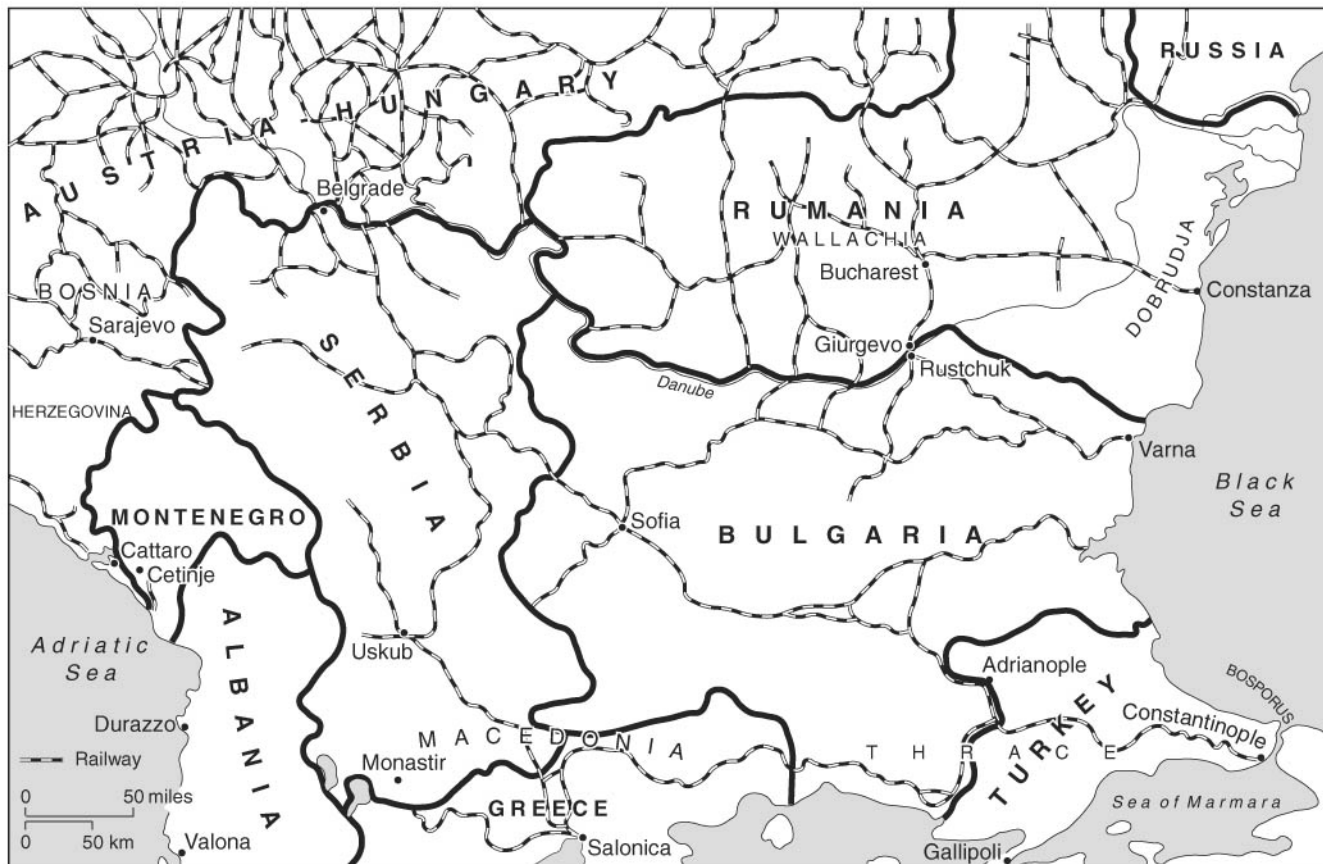 RUSSIA
AUSTRIA-HUNGARY
Belgrade
RUMANIA
WALLACHIA
Bucharest
DOBRUDJA
Constanza
BOSNIA
Sarajevo
SERBIA
Giurgevo
Rustchuk
Danube
HERZEGOVINA
Varna
Black
Sea
MONTENEGRO
Sofia
BULGARIA
Cattaro
Cetinje
ALBANIA
Adriatic
Sea
Uskub
Adrianople
TURKEY
BOSPORUS
Constantinople
Durazzo
MACEDONIA
THRACE
Railway
Monastir
0 50 miles
0 50 km
GREECE
Sea of Marmara
Valona
Salonica
Gallipoli